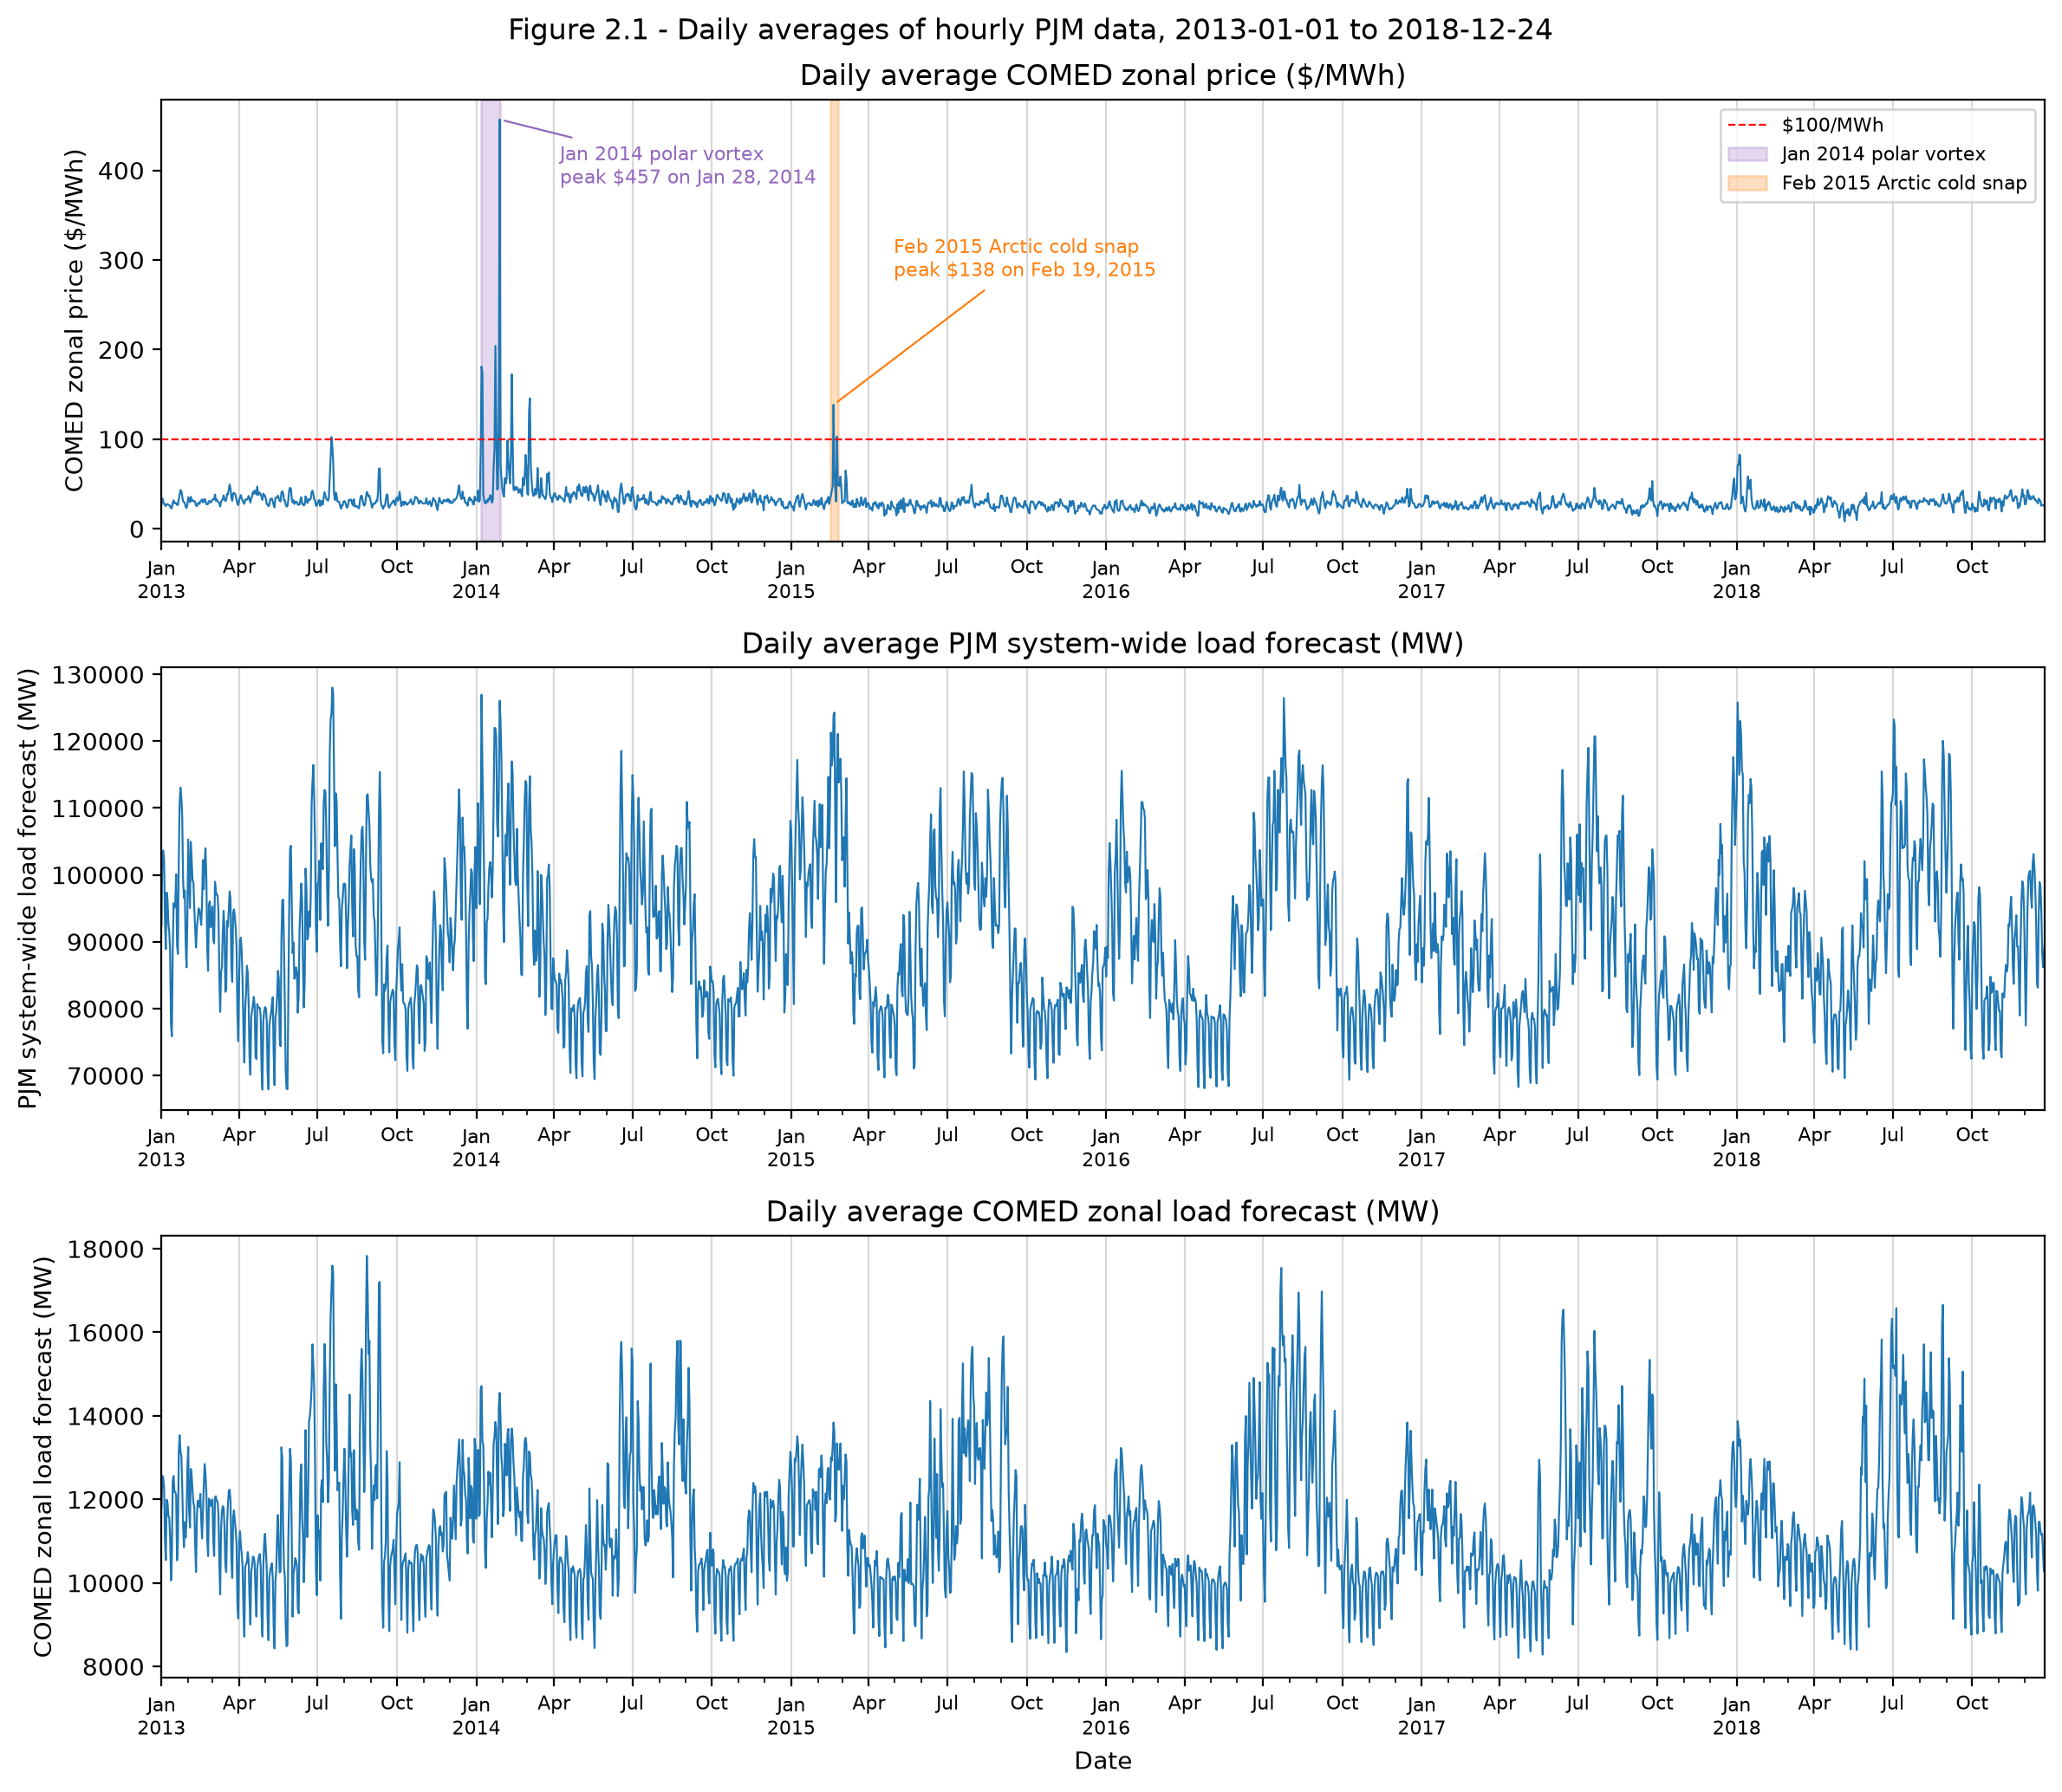 Figure 2.1 - Daily averages of hourly PJM data, 2013-01-01 to 2018-12-24
Daily average COMED zonal price ($/MWh)
COMED zonal price ($/MWh)
400
300
200
100
0
Jan 2014 polar vortex
peak $457 on Jan 28, 2014
Feb 2015 Arctic cold snap
peak $138 on Feb 19, 2015
$100/MWh
Jan 2014 polar vortex
Feb 2015 Arctic cold snap
Jan Apr Jul Oct Jan Apr Jul Oct Jan Apr Jul Oct Jan Apr Jul Oct Jan Apr Jul Oct Jan Apr Jul Oct
2013 2014 2015 2016 2017 2018
Daily average PJM system-wide load forecast (MW)
PJM system-wide load forecast (MW)
130000
120000
110000
100000
90000
80000
70000
Jan Apr Jul Oct Jan Apr Jul Oct Jan Apr Jul Oct Jan Apr Jul Oct Jan Apr Jul Oct Jan Apr Jul Oct
2013 2014 2015 2016 2017 2018
Daily average COMED zonal load forecast (MW)
COMED zonal load forecast (MW)
18000
16000
14000
12000
10000
8000
Jan Apr Jul Oct Jan Apr Jul Oct Jan Apr Jul Oct Jan Apr Jul Oct Jan Apr Jul Oct Jan Apr Jul Oct
2013 2014 2015 2016 2017 2018
Date